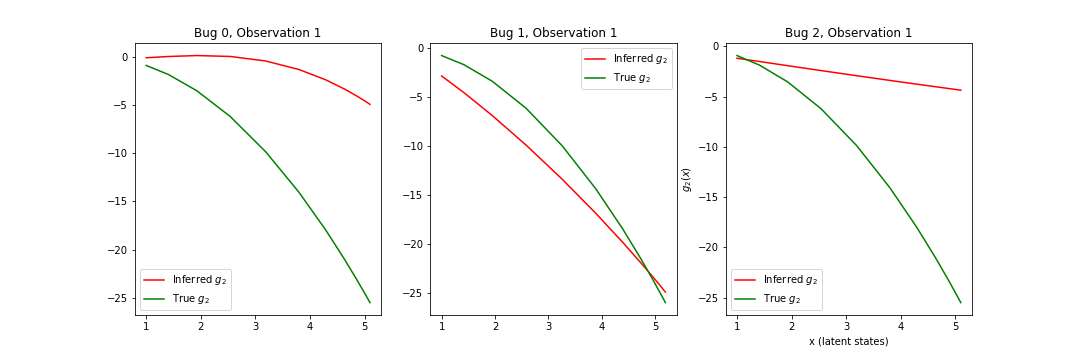 Bug 0, Observation 1
0
−5
−10
−15
−20
−25
1 2 3 4 5
Inferred g₂
True g₂
Bug 1, Observation 1
0
−5
−10
−15
−20
−25
1 2 3 4 5
Inferred g₂
True g₂
Bug 2, Observation 1
g₂(x)
0
−5
−10
−15
−20
−25
1 2 3 4 5
x (latent states)
Inferred g₂
True g₂